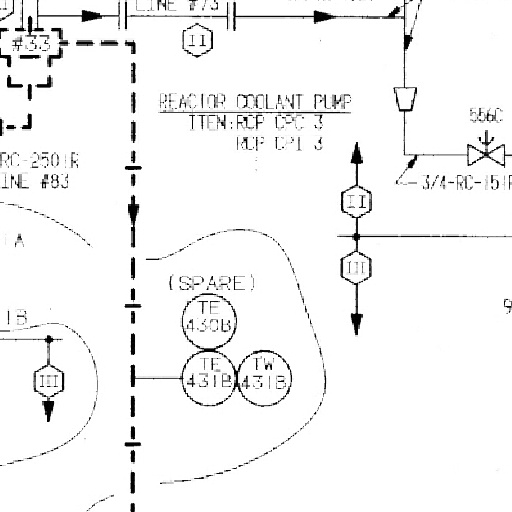 LINE #73
II
#33
REACTOR COOLANT PUMP
ITEM:RCP CPC 3
RCP CPI 3
556C
RC-2501R
LINE #83
3/4-RC-151R
II
III
1A
(SPARE)
TE
430B
1B
TE
431B
TW
431B
III
9